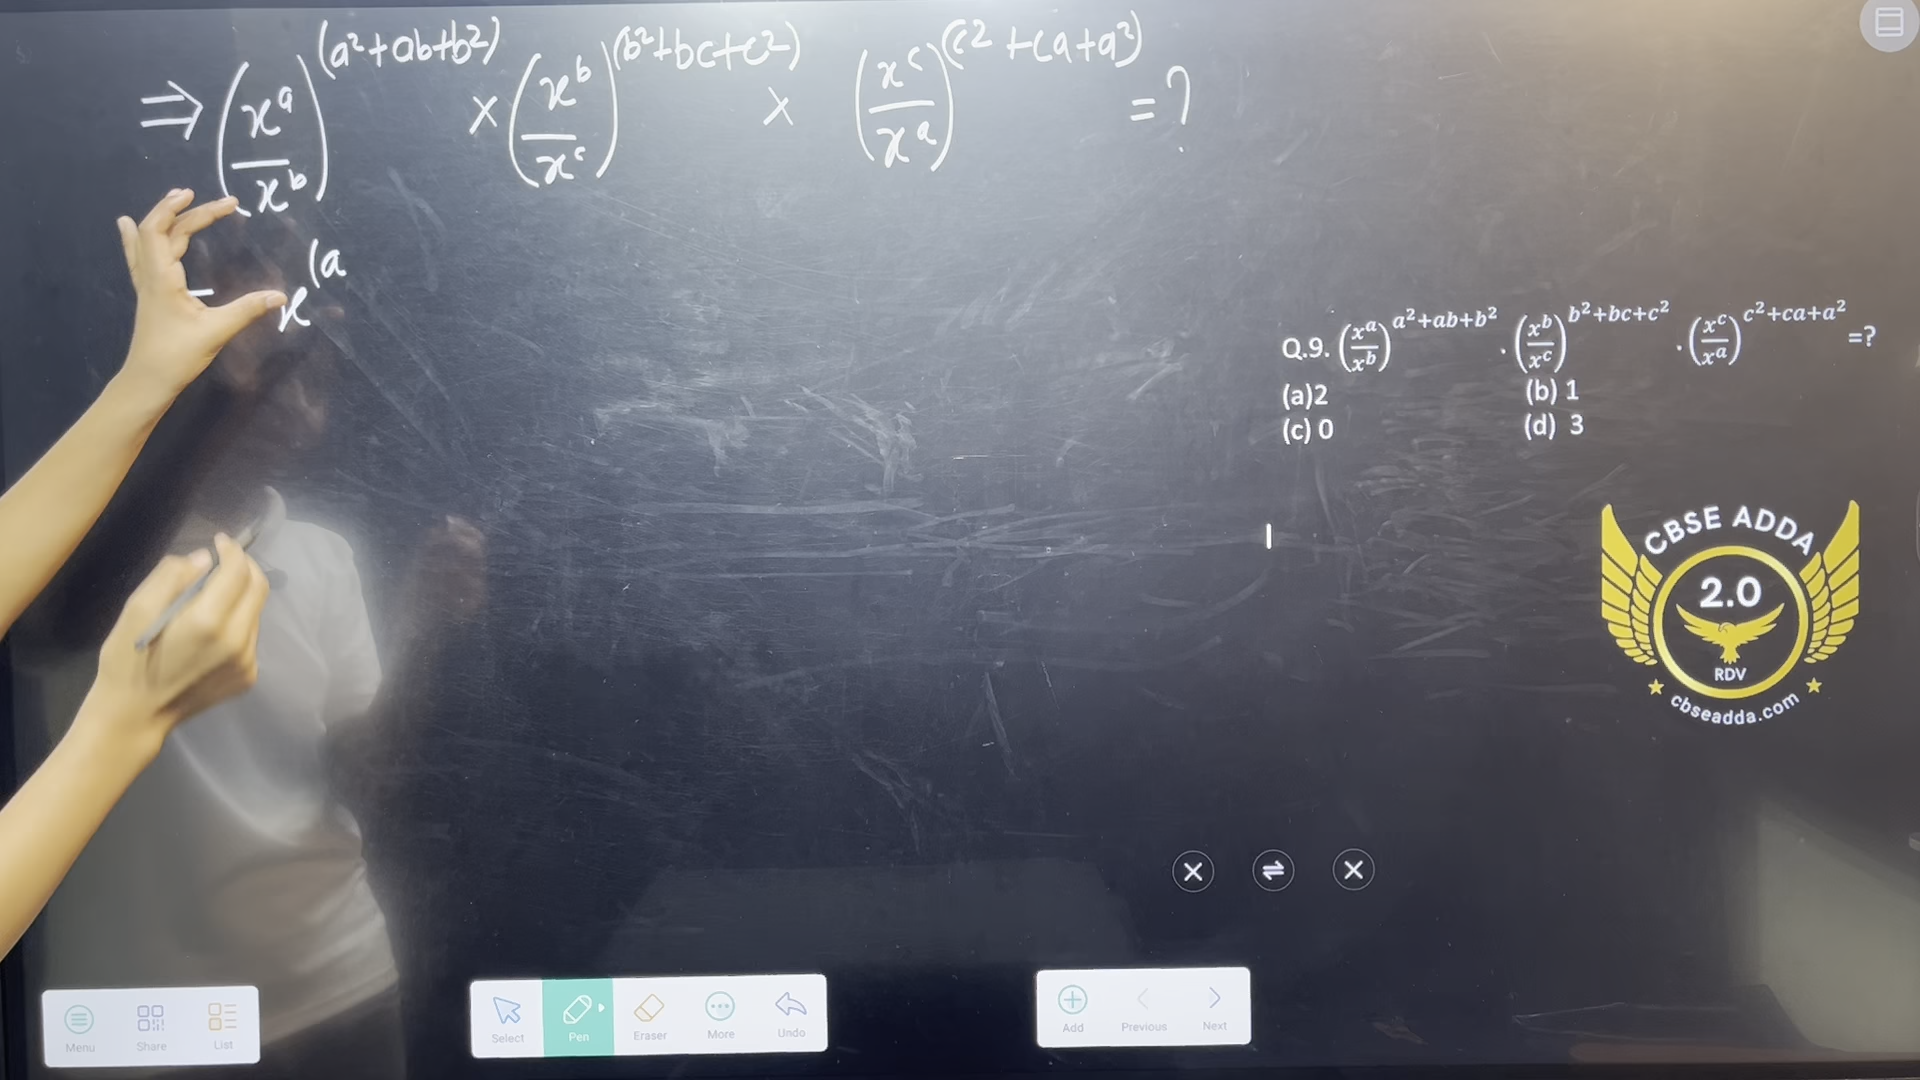 ⇒ (x^a/x^b)^(a²+ab+b²) × (x^b/x^c)^(b²+bc+c²) × (x^c/x^a)^(c²+ca+a²) = ?
x^(a
Q.9. (x^a/x^b)^a²+ab+b² . (x^b/x^c)^b²+bc+c² . (x^c/x^a)^c²+ca+a² =?
(a)2 (b) 1
(c) 0 (d) 3
CBSE ADDA
2.0
RDV
cbseadda.com
Menu Share List Select Pen Eraser More Undo Add Previous Next